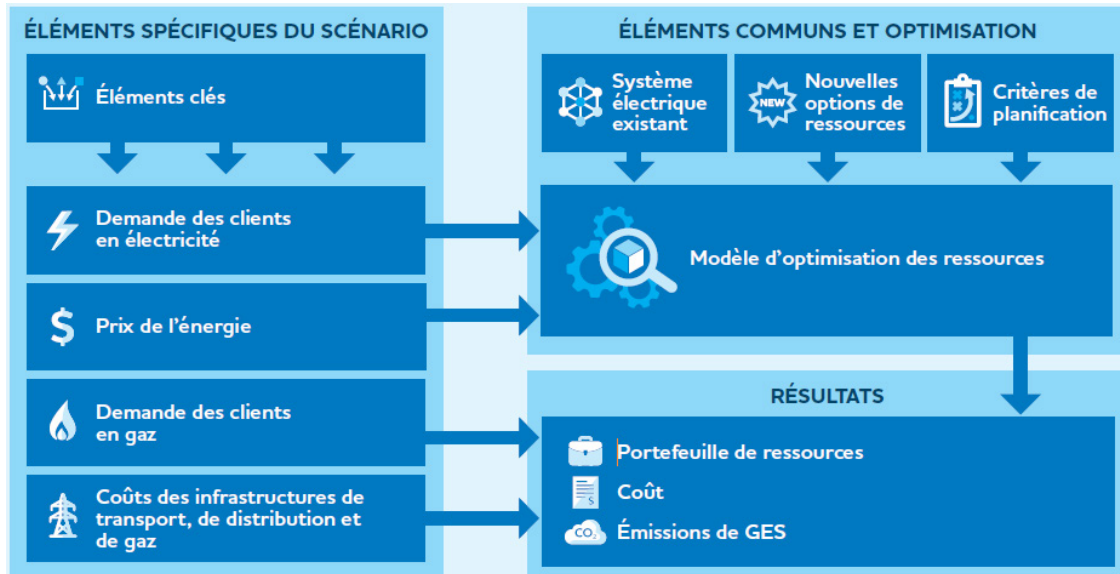 ÉLÉMENTS SPÉCIFIQUES DU SCÉNARIO
Éléments clés
Demande des clients
en électricité
$
Prix de l'énergie
Demande des clients
en gaz
Coûts des infrastructures de
transport, de distribution et
de gaz
ÉLÉMENTS COMMUNS ET OPTIMISATION
Système
électrique
existant
NEW
Nouvelles
options de
ressources
Critères de
planification
Modèle d'optimisation des ressources
RÉSULTATS
Portefeuille de ressources
$
Coût
CO₂
Émissions de GES